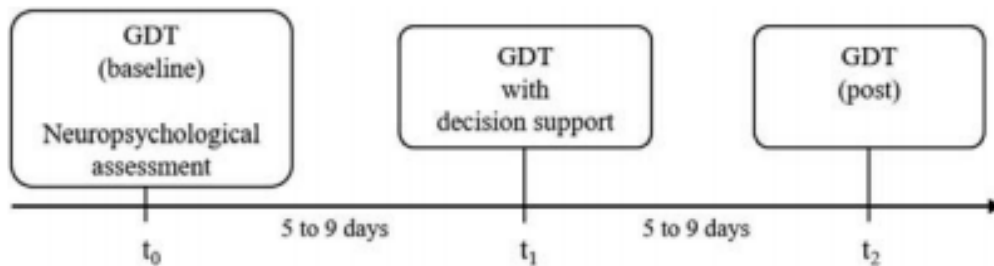 GDT
(baseline)
Neuropsychological
assessment
GDT
with
decision support
GDT
(post)
5 to 9 days
5 to 9 days
t₀
t₁
t₂